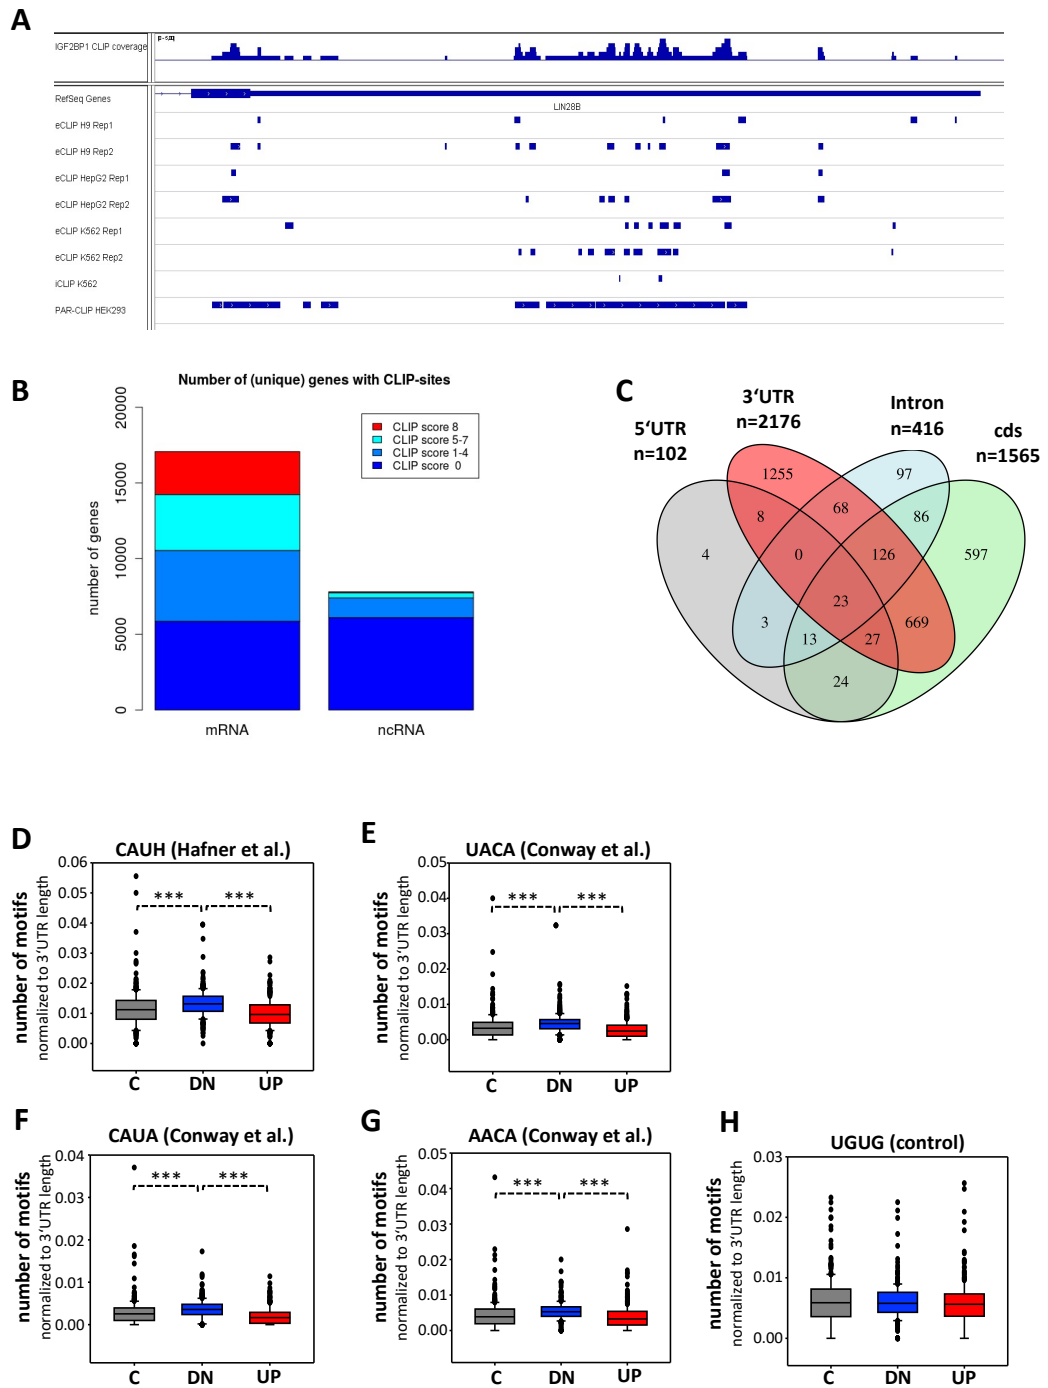 A
IGF2BP1 CLIP coverage
RefSeq Genes
LIN28B
eCLIP H9 Rep1
eCLIP H9 Rep2
eCLIP HepG2 Rep1
eCLIP HepG2 Rep2
eCLIP K562 Rep1
eCLIP K562 Rep2
iCLIP K562
PAR-CLIP HEK293
B
Number of (unique) genes with CLIP-sites
number of genes
20000
15000
10000
5000
0
CLIP score 8
CLIP score 5-7
CLIP score 1-4
CLIP score 0
mRNA
ncRNA
C
5'UTR
n=102
3'UTR
n=2176
Intron
n=416
cds
n=1565
1255
97
8
68
86
4
0
126
597
23
3
13
27
669
24
D
CAUH (Hafner et al.)
number of motifs
normalized to 3'UTR length
0.06
0.05
0.04
0.03
0.02
0.01
0.00
*** ***
C DN UP
E
UACA (Conway et al.)
number of motifs
normalized to 3'UTR length
0.05
0.04
0.03
0.02
0.01
0.00
*** ***
C DN UP
F
CAUA (Conway et al.)
number of motifs
normalized to 3'UTR length
0.04
0.03
0.02
0.01
0.00
*** ***
C DN UP
G
AACA (Conway et al.)
number of motifs
normalized to 3'UTR length
0.05
0.04
0.03
0.02
0.01
0.00
*** ***
C DN UP
H
UGUG (control)
number of motifs
normalized to 3'UTR length
0.03
0.02
0.01
0.00
C DN UP